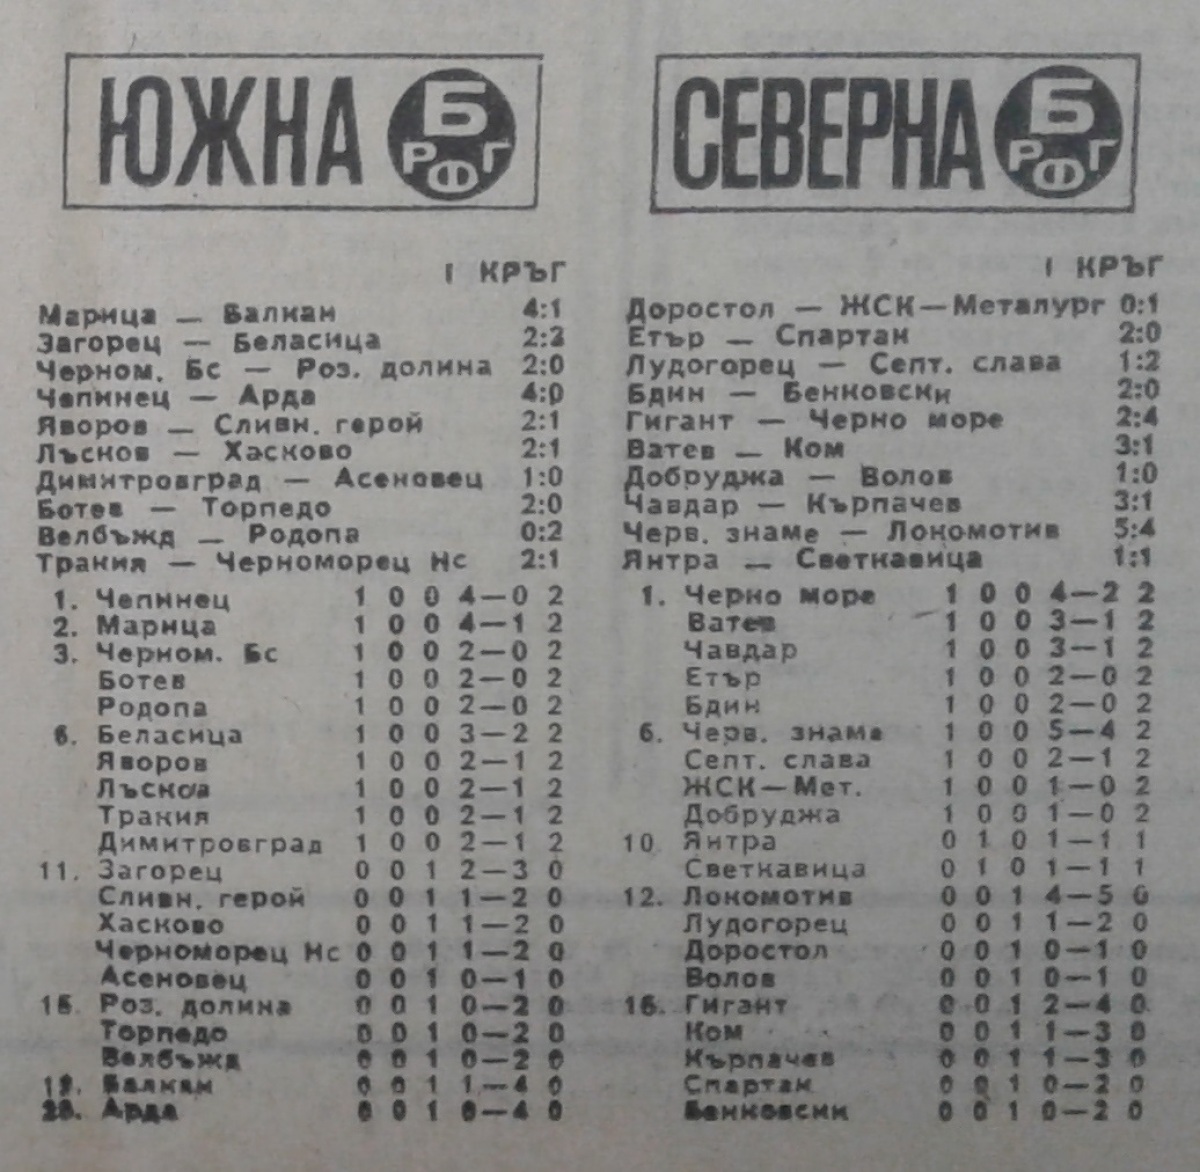 ЮЖНА Б РФГ
I КРЪГ
Марица — Балкан 4:1
Загорец — Беласица 2:3
Черном. Бс — Роз. долина 2:0
Чепинец — Арда 4:0
Яворов — Сливн. герой 2:1
Лъсков — Хасково 2:1
Димитровград — Асеновец 1:0
Ботев — Торпедо 2:0
Велбъжд — Родопа 0:2
Тракия — Черноморец Нс 2:1
1. Чепинец 1 0 0 4—0 2
2. Марица 1 0 0 4—1 2
3. Черном. Бс 1 0 0 2—0 2
Ботев 1 0 0 2—0 2
Родопа 1 0 0 2—0 2
6. Беласица 1 0 0 3—2 2
Яворов 1 0 0 2—1 2
Лъсков 1 0 0 2—1 2
Тракия 1 0 0 2—1 2
Димитровград 1 0 0 2—1 2
11. Загорец 0 0 1 2—3 0
Сливн. герой 0 0 1 1—2 0
Хасково 0 0 1 1—2 0
Черноморец Нс 0 0 1 1—2 0
Асеновец 0 0 1 0—1 0
16. Роз. долина 0 0 1 0—2 0
Торпедо 0 0 1 0—2 0
Велбъжд 0 0 1 0—2 0
19. Балкам 0 0 1 1—4 0
20. Арда 0 0 1 0—4 0
СЕВЕРНА Б РФГ
I КРЪГ
Доростол — ЖСК—Металург 0:1
Етър — Спартак 2:0
Лудогорец — Септ. слава 1:2
Бдин — Бенковски 2:0
Гигант — Черно море 2:4
Ватев — Ком 3:1
Добруджа — Волов 1:0
Чавдар — Кърпачев 3:1
Черв. знаме — Локомотив 5:4
Янтра — Светкавица 1:1
1. Черно море 1 0 0 4—2 2
Ватев 1 0 0 3—1 2
Чавдар 1 0 0 3—1 2
Етър 1 0 0 2—0 2
Бдин 1 0 0 2—0 2
6. Черв. знаме 1 0 0 5—4 2
Септ. слава 1 0 0 2—1 2
ЖСК—Мет. 1 0 0 1—0 2
Добруджа 1 0 0 1—0 2
10. Янтра 0 1 0 1—1 1
Светкавица 0 1 0 1—1 1
12. Локомотив 0 0 1 4—5 0
Лудогорец 0 0 1 1—2 0
Доростол 0 0 1 0—1 0
Волов 0 0 1 0—1 0
16. Гигант 0 0 1 2—4 0
Ком 0 0 1 1—3 0
Кърпачев 0 0 1 1—3 0
Спартак 0 0 1 0—2 0
Бенковски 0 0 1 0—2 0